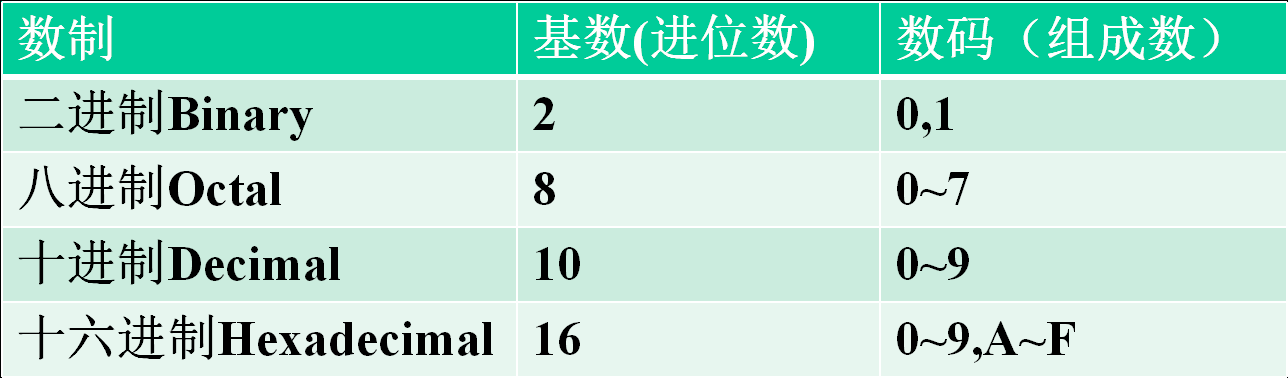 数制 基数(进位数) 数码（组成数）
二进制Binary 2 0,1
八进制Octal 8 0~7
十进制Decimal 10 0~9
十六进制Hexadecimal 16 0~9,A~F